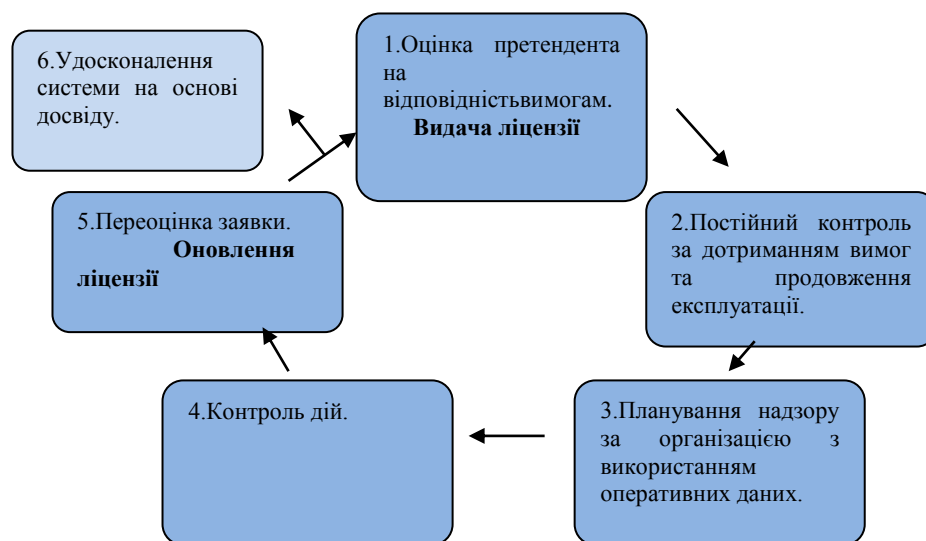 1.Оцінка претендента
на
відповідністьвимогам.
Видача ліцензії
2.Постійний контроль
за дотриманням вимог
та продовження
експлуатації.
3.Планування надзору
за організацією з
використанням
оперативних даних.
4.Контроль дій.
5.Переоцінка заявки.
Оновлення
ліцензії
6.Удосконалення
системи на основі
досвіду.